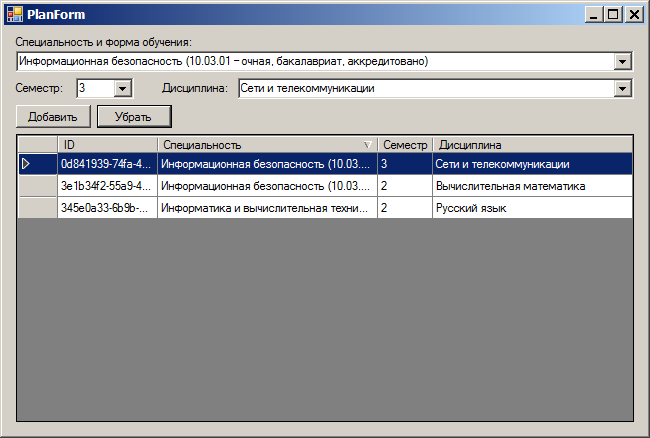 PlanForm
Специальность и форма обучения:
Информационная безопасность (10.03.01 – очная, бакалавриат, аккредитовано)
Семестр: 3 Дисциплина: Сети и телекоммуникации
Добавить Убрать
ID Специальность Семестр Дисциплина
0d841939-74fa-4... Информационная безопасность (10.03.... 3 Сети и телекоммуникации
3e1b34f2-55a9-4... Информационная безопасность (10.03.... 2 Вычислительная математика
345e0a33-6b9b-... Информатика и вычислительная техни... 2 Русский язык